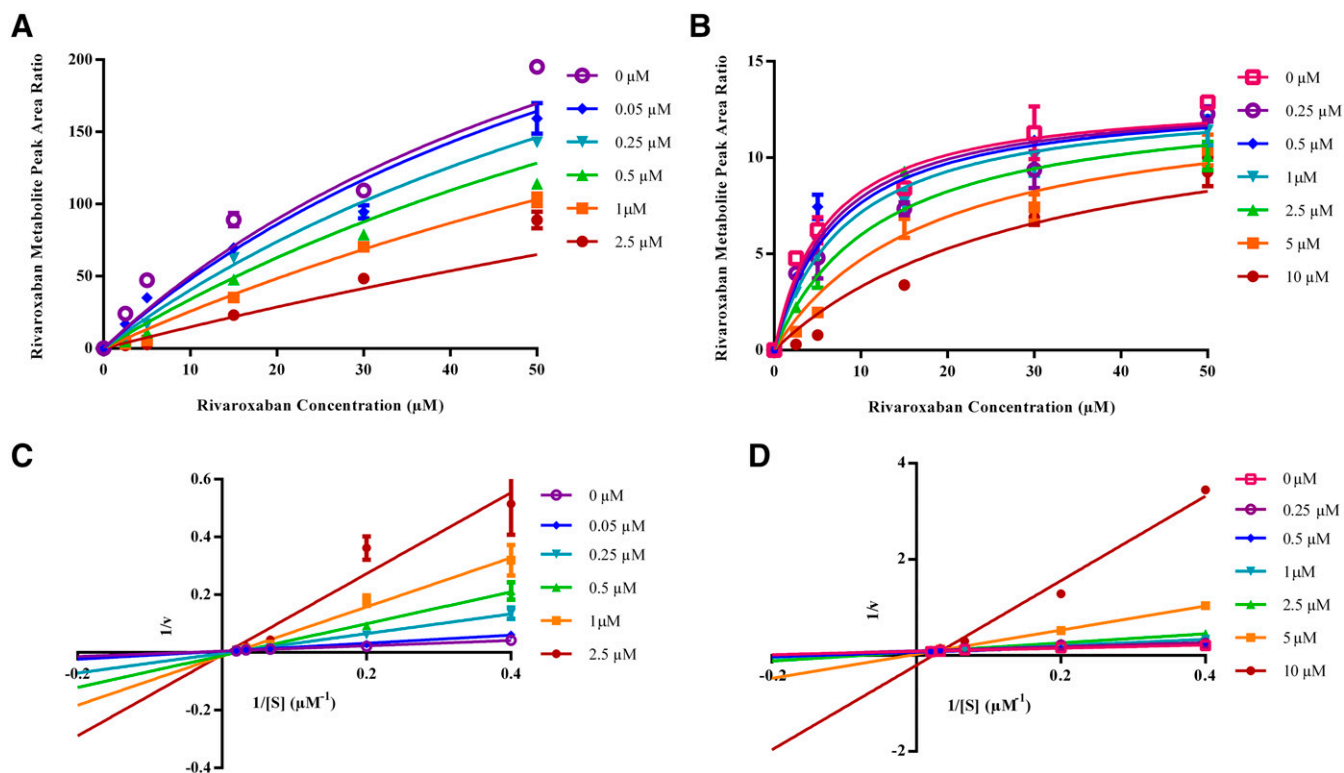 A
Rivaroxaban Metabolite Peak Area Ratio
200
150
100
50
0
0
10
20
30
40
50
Rivaroxaban Concentration (µM)
0 µM
0.05 µM
0.25 µM
0.5 µM
1µM
2.5 µM
B
Rivaroxaban Metabolite Peak Area Ratio
15
10
5
0
0
10
20
30
40
50
Rivaroxaban Concentration (µM)
0 µM
0.25 µM
0.5 µM
1µM
2.5 µM
5 µM
10 µM
C
1/v
0.6
0.4
0.2
-0.2
-0.4
-0.2
0.2
0.4
1/[S] (µM-1)
0 µM
0.05 µM
0.25 µM
0.5 µM
1µM
2.5 µM
D
1/v
4
2
-2
-0.2
0.2
0.4
1/[S] (µM-1)
0 µM
0.25 µM
0.5 µM
1µM
2.5 µM
5 µM
10 µM